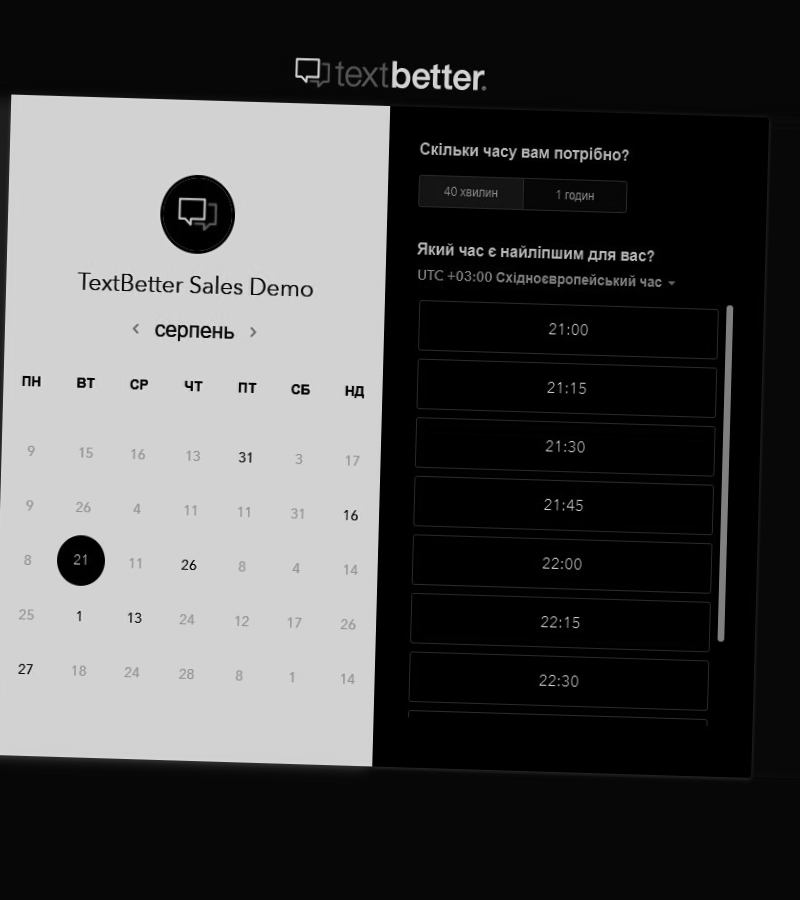 textbetter.
TextBetter Sales Demo
серпень
ПН ВТ СР ЧТ ПТ СБ НД
9 15 16 13 31 3 17
9 26 4 11 11 31 16
8 21 11 26 8 4 14
25 1 13 24 12 17 26
27 18 24 28 8 1 14
Скільки часу вам потрібно?
40 хвилин 1 годин
Який час є найліпшим для вас?
UTC +03:00 Східноєвропейський час
21:00
21:15
21:30
21:45
22:00
22:15
22:30